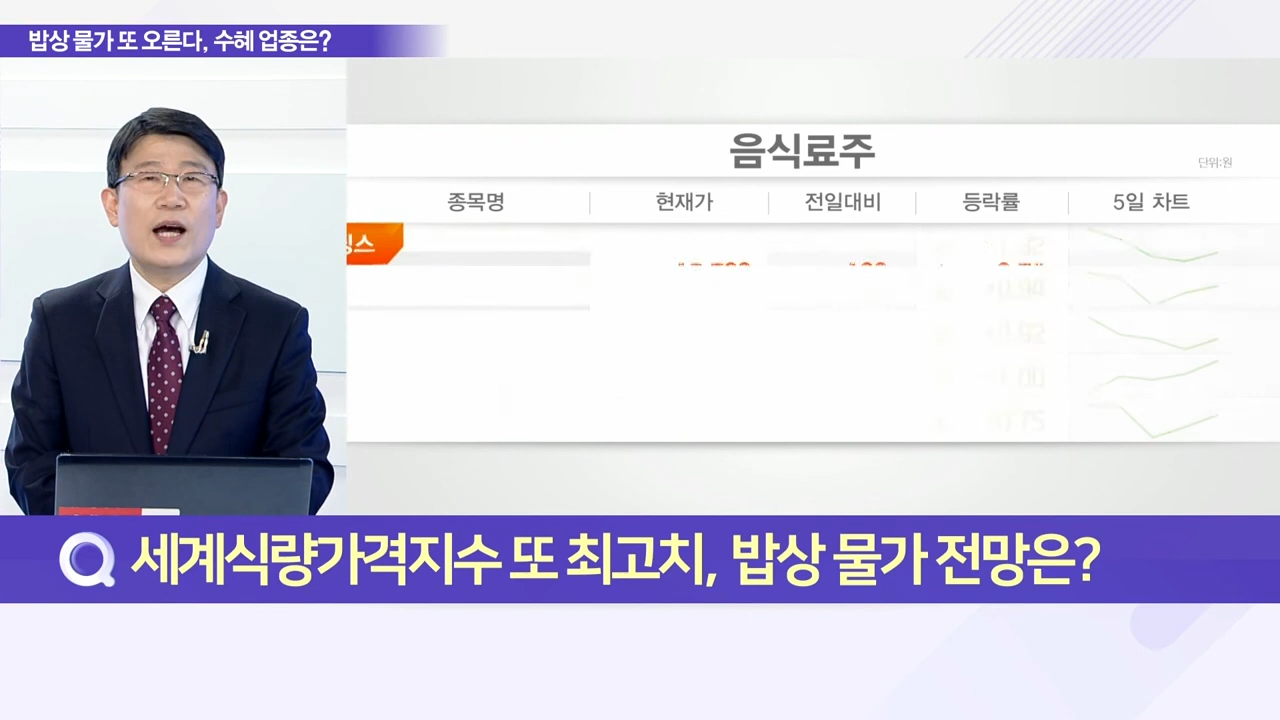 밥상 물가 또 오른다, 수혜 업종은?
음식료주
단위:원
종목명 현재가 전일대비 등락률 5일 차트
세계식량가격지수 또 최고치, 밥상 물가 전망은?